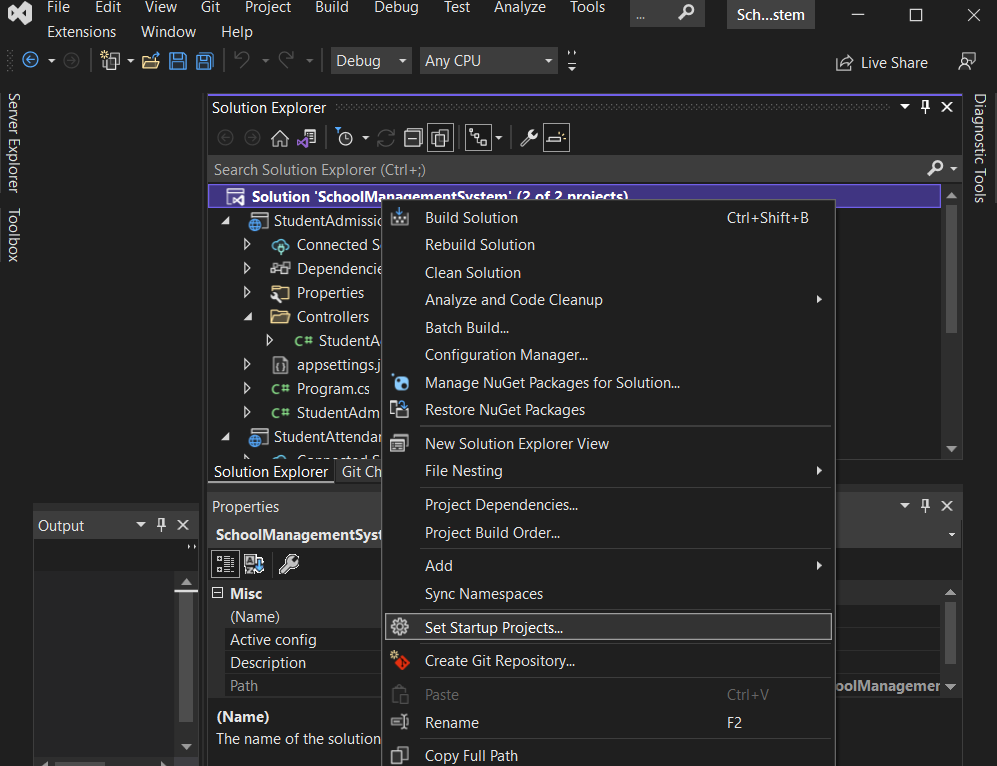 File Edit View Git Project Build Debug Test Analyze Tools ... Sch...stem
Extensions Window Help
Debug Any CPU Live Share
Server Explorer
Toolbox
Diagnostic Tools
Solution Explorer
Search Solution Explorer (Ctrl+;)
Solution 'SchoolManagementSystem' (2 of 2 projects)
StudentAdmissic
Connected S
Dependencie
Properties
Controllers
C# StudentA
appsettings.j
C# Program.cs
C# StudentAdm
StudentAttendar
Connected S
Solution Explorer Git Ch
Build Solution Ctrl+Shift+B
Rebuild Solution
Clean Solution
Analyze and Code Cleanup
Batch Build...
Configuration Manager...
Manage NuGet Packages for Solution...
Restore NuGet Packages
New Solution Explorer View
File Nesting
Project Dependencies...
Project Build Order...
Add
Sync Namespaces
Set Startup Projects...
Create Git Repository...
Paste Ctrl+V
Rename F2
Copy Full Path
Output
Properties
SchoolManagementSyst
Misc
(Name)
Active config
Description
Path oolManagemer
(Name)
The name of the solution